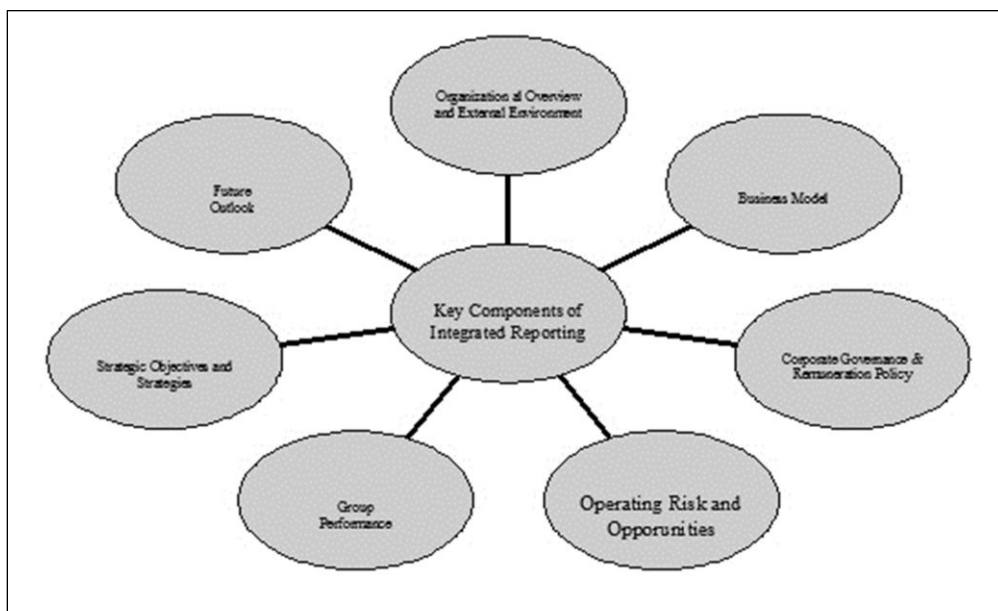 Organization al Overview
and External Environment
Future
Outlook
Business Model
Key Components of
Integrated Reporting
Strategic Objectives and
Strategies
Corporate Governance &
Remuneration Policy
Group
Performance
Operating Risk and
Opporunities